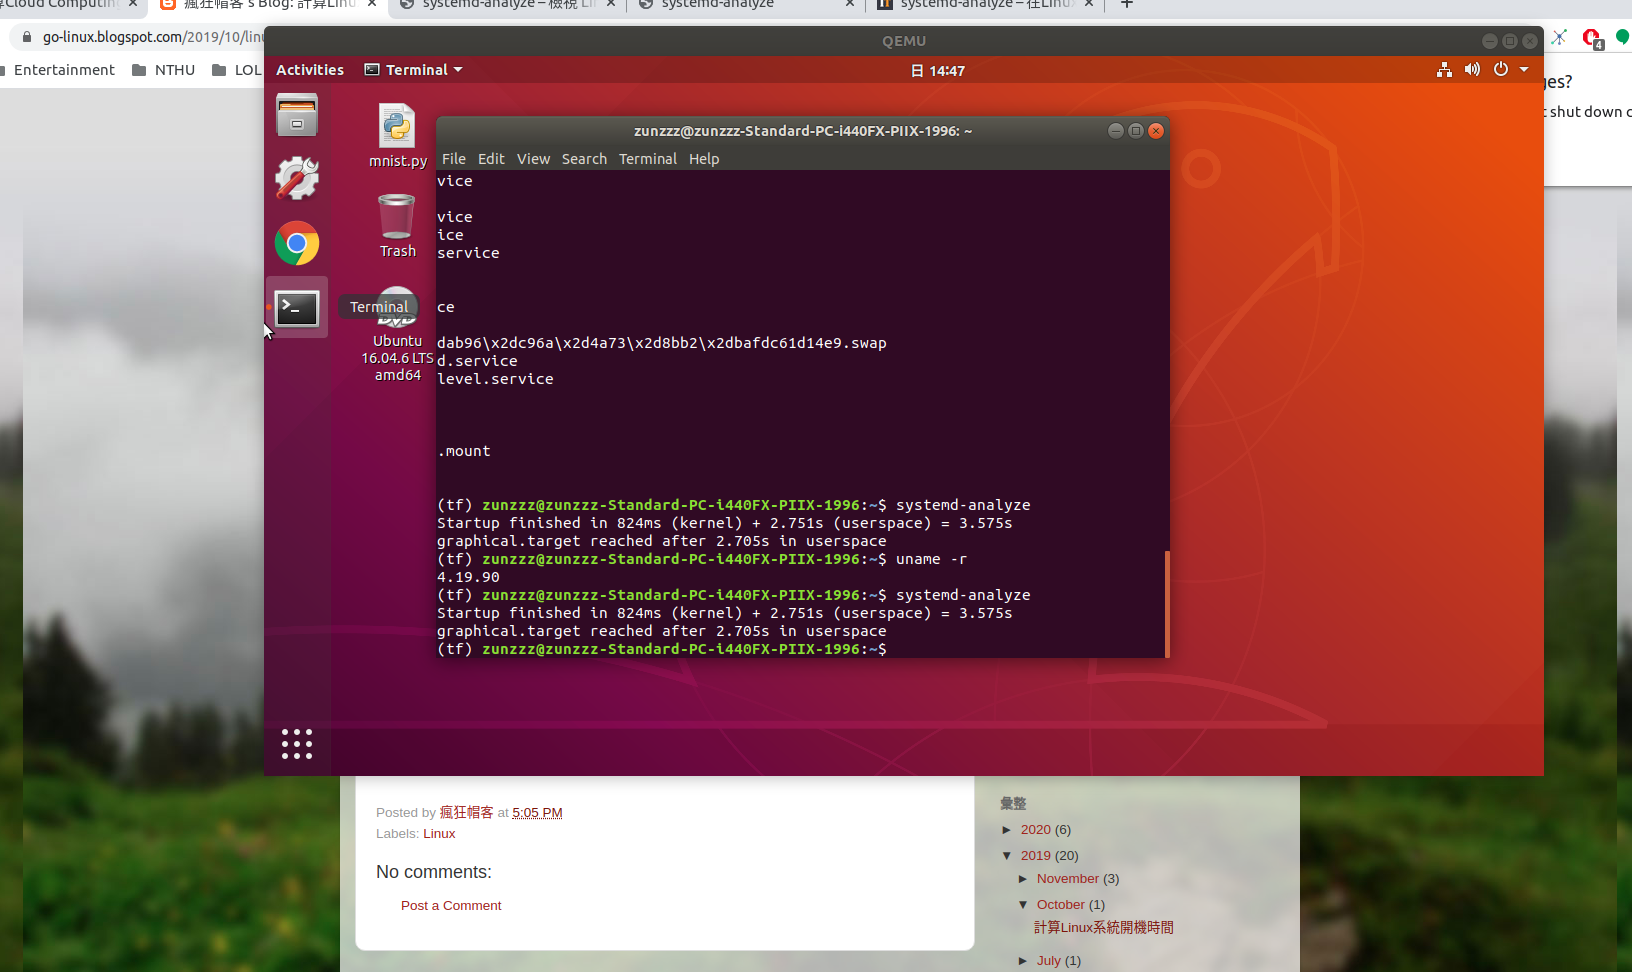 Cloud Computing
瘋狂帽客's Blog: 計算Linu
systemd-analyze – 檢視 Li
systemd-analyze
systemd-analyze – 在Linux
go-linux.blogspot.com/2019/10/linu
4
Entertainment NTHU LOL
QEMU
Activities Terminal 日 14:47
ges?
shut down
mnist.py
Trash
Terminal
Ubuntu
16.04.6 LTS
amd64
zunzzz@zunzzz-Standard-PC-i440FX-PIIX-1996: ~
File Edit View Search Terminal Help
vice
vice
ice
service
ce
dab96\x2dc96a\x2d4a73\x2d8bb2\x2dbafdc61d14e9.swap
d.service
level.service
.mount
(tf) zunzzz@zunzzz-Standard-PC-i440FX-PIIX-1996:~$ systemd-analyze
Startup finished in 824ms (kernel) + 2.751s (userspace) = 3.575s
graphical.target reached after 2.705s in userspace
(tf) zunzzz@zunzzz-Standard-PC-i440FX-PIIX-1996:~$ uname -r
4.19.90
(tf) zunzzz@zunzzz-Standard-PC-i440FX-PIIX-1996:~$ systemd-analyze
Startup finished in 824ms (kernel) + 2.751s (userspace) = 3.575s
graphical.target reached after 2.705s in userspace
(tf) zunzzz@zunzzz-Standard-PC-i440FX-PIIX-1996:~$
Posted by 瘋狂帽客 at 5:05 PM
Labels: Linux
No comments:
Post a Comment
彙整
► 2020 (6)
▼ 2019 (20)
► November (3)
▼ October (1)
計算Linux系統開機時間
► July (1)